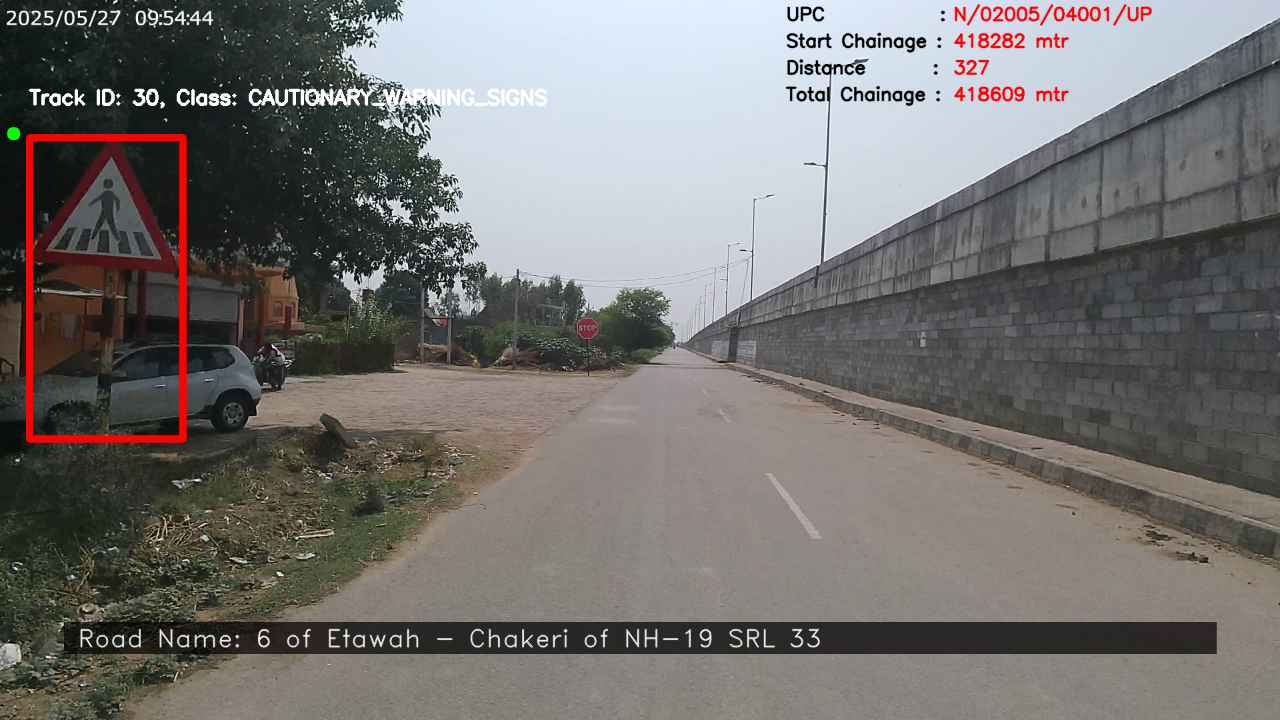 2025/05/27 09:54:44
UPC : N/02005/04001/UP
Start Chainage : 418282 mtr
Distance : 327
Total Chainage : 418609 mtr
Track ID: 30, Class: CAUTIONARY_WARNING_SIGNS
STOP
Road Name: 6 of Etawah - Chakeri of NH-19 SRL 33